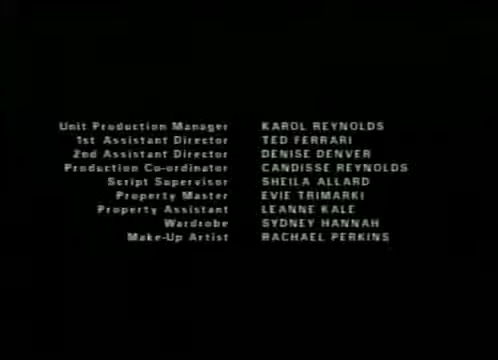 Unit Production Manager KAROL REYNOLDS
1st Assistant Director TED FERRARI
2nd Assistant Director DENISE DENVER
Production Co-ordinator CANDISSE REYNOLDS
Script Supervisor SHEILA ALLARD
Property Master EVIE TRIMARKI
Property Assistant LEANNE KALE
Wardrobe SYDNEY HANNAH
Make-Up Artist RACHAEL PERKINS